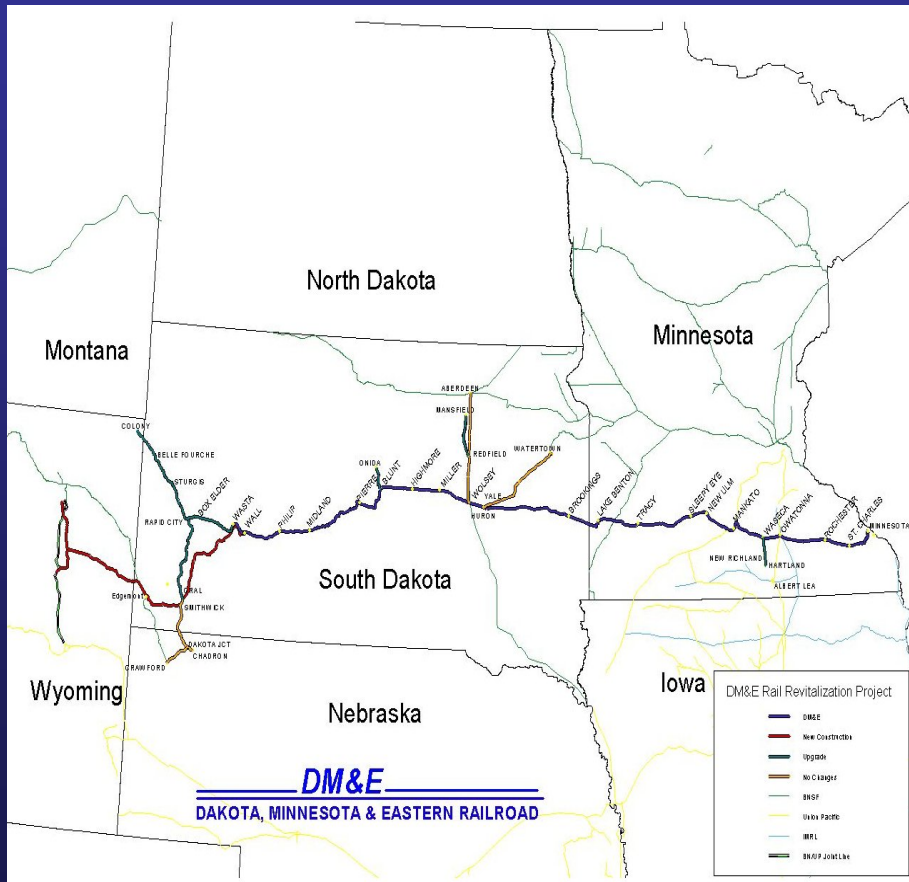 North Dakota
Minnesota
Montana
ABERDEEN
MANSFIELD
COLONY
BELLE FOURCHE
REDFIELD
WATERTOWN
ONIDA
STURGIS
BLUNT
HIGHMORE
MILLER
WOLSEY
YALE
HURON
PIERRE
BOX ELDER
RAPID CITY
WASTA
WALL
PHILIP
MIDLAND
BROOKINGS
LAKE BENTON
TRACY
SLEEPY EYE
NEW ULM
MANKATO
WASECA
OWATONNA
ROCHESTER
ST. CHARLES
MINNESOTA
NEW RICHLAND
HARTLAND
ALBERT LEA
South Dakota
Edgemont
ORAL
SMITHWICK
DAKOTA JCT
CHADRON
CRAWFORD
Wyoming
Nebraska
Iowa
DM&E
DAKOTA, MINNESOTA & EASTERN RAILROAD
DM&E Rail Revitalization Project
DM&E
New Construction
Upgrade
No Changes
BNSF
Union Pacific
IMRL
BN/UP Joint Line